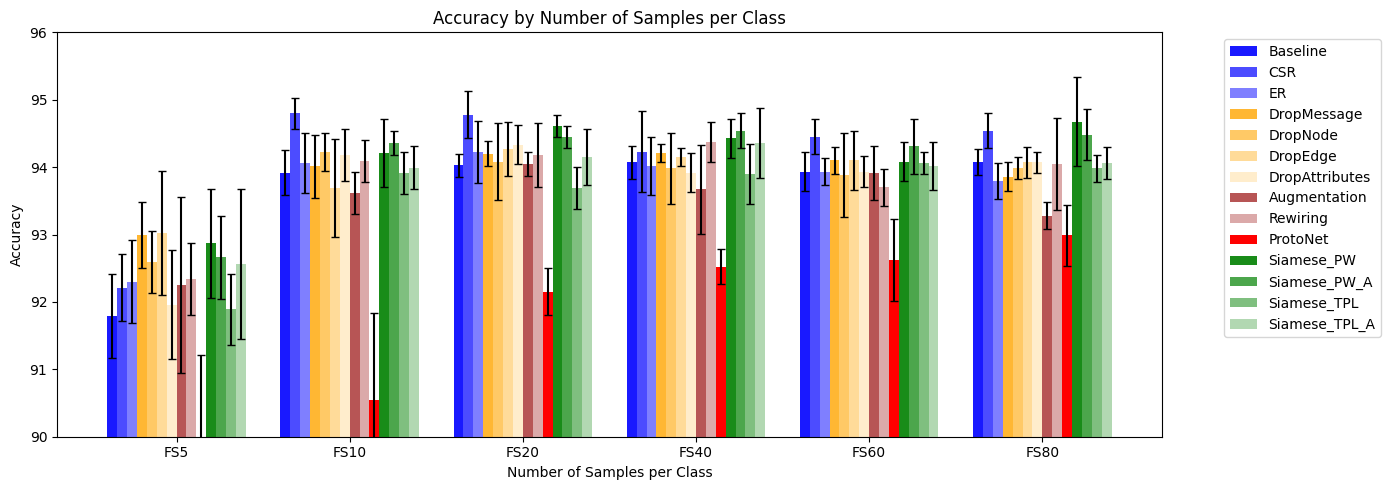 Accuracy by Number of Samples per Class
Accuracy
96
95
94
93
92
91
90
FS5
FS10
FS20
FS40
FS60
FS80
Number of Samples per Class
Baseline
CSR
ER
DropMessage
DropNode
DropEdge
DropAttributes
Augmentation
Rewiring
ProtoNet
Siamese_PW
Siamese_PW_A
Siamese_TPL
Siamese_TPL_A